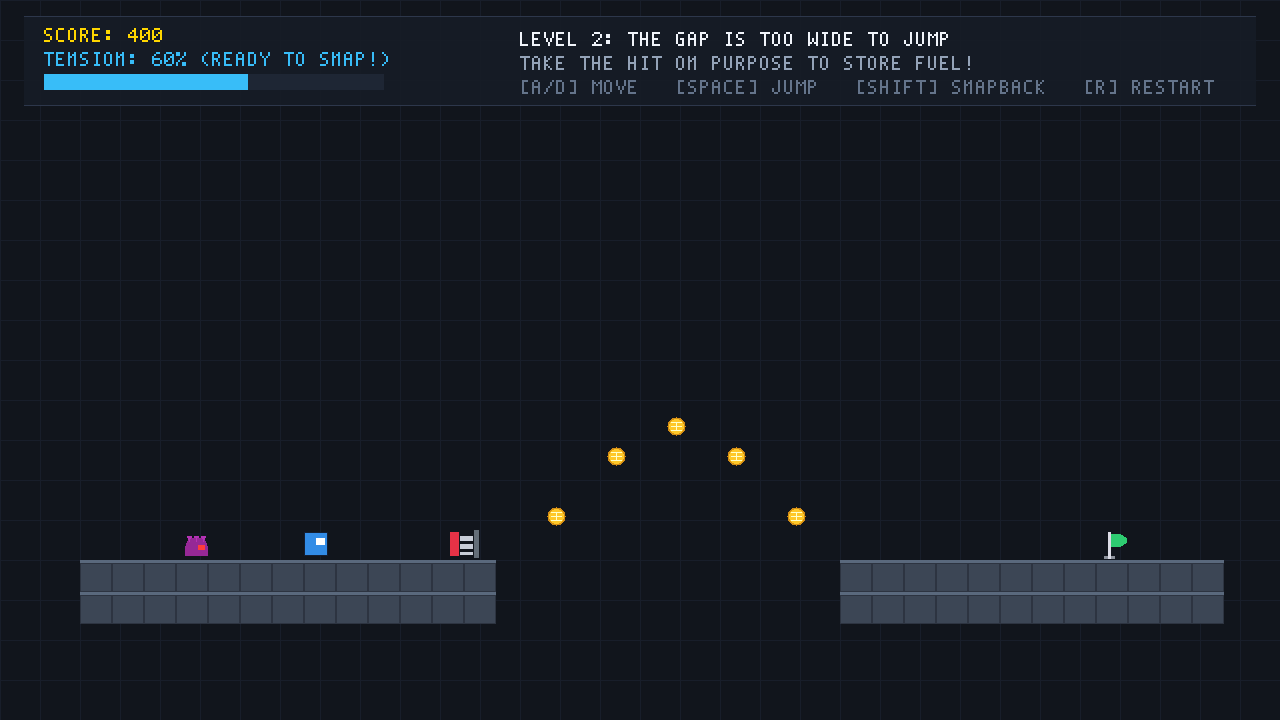 SCORE: 400
TENSION: 60% (READY TO SNAP!)
LEVEL 2: THE GAP IS TOO WIDE TO JUMP
TAKE THE HIT ON PURPOSE TO STORE FUEL!
[A/D] MOVE [SPACE] JUMP [SHIFT] SNAPBACK [R] RESTART